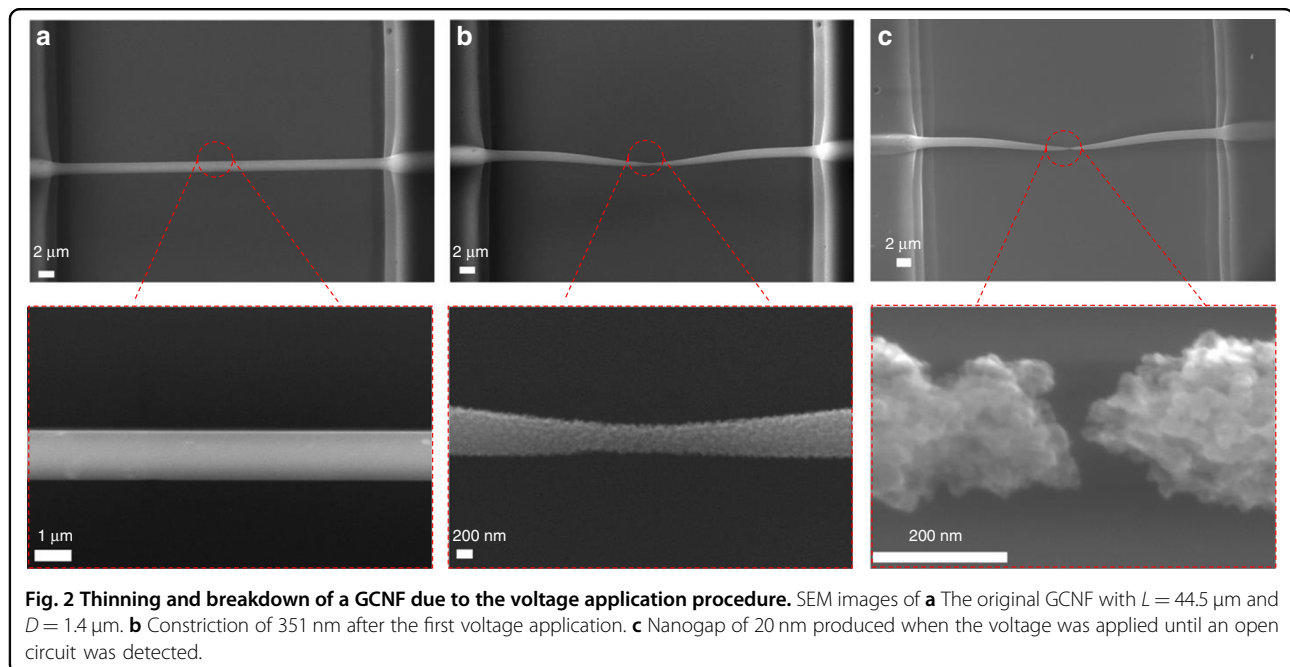 a
b
c
2 μm
2 μm
2 μm
1 μm
200 nm
200 nm
Fig. 2 Thinning and breakdown of a GCNF due to the voltage application procedure. SEM images of a The original GCNF with L = 44.5 μm and
D = 1.4 μm. b Constriction of 351 nm after the first voltage application. c Nanogap of 20 nm produced when the voltage was applied until an open
circuit was detected.